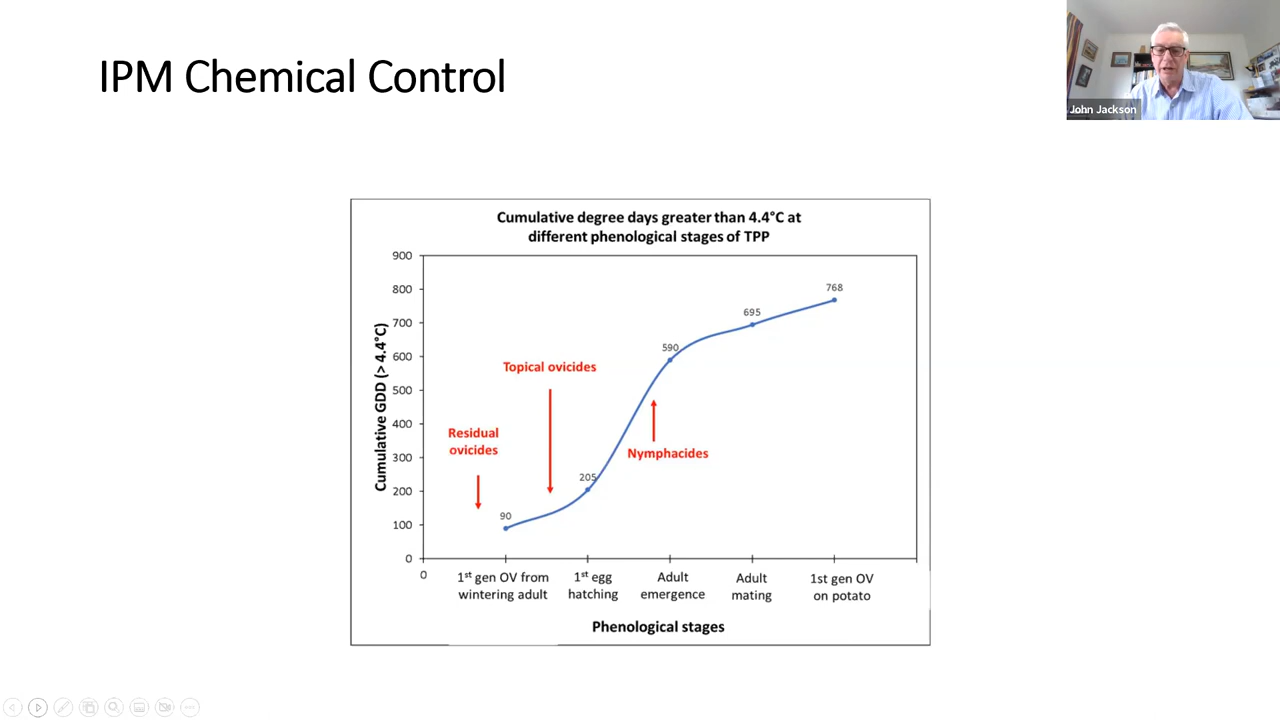 IPM Chemical Control
John Jackson
Cumulative degree days greater than 4.4°C at
different phenological stages of TPP
Cumulative GDD (> 4.4°C)
900
800
700
600
500
400
300
200
100
0
0
Residual
ovicides
Topical ovicides
Nymphacides
90
205
590
695
768
1st gen OV from
wintering adult
1st egg
hatching
Adult
emergence
Adult
mating
1st gen OV
on potato
Phenological stages